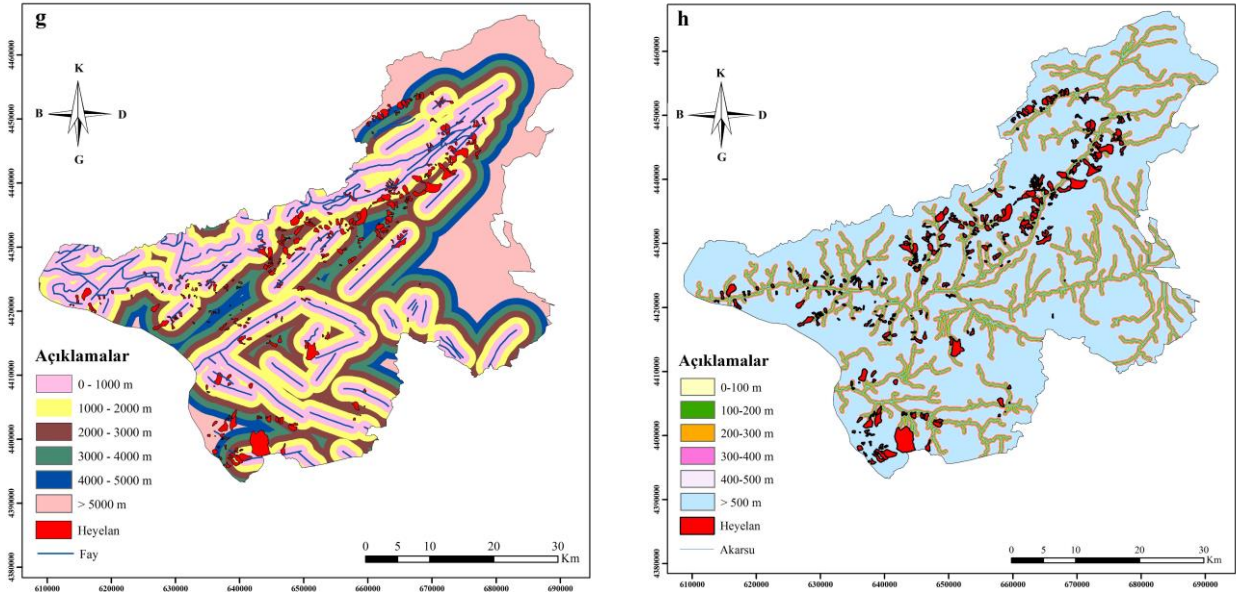 g
K
B D
G
4460000
4450000
4440000
4430000
4420000
4410000
4400000
4390000
4380000
Açıklamalar
0 - 1000 m
1000 - 2000 m
2000 - 3000 m
3000 - 4000 m
4000 - 5000 m
> 5000 m
Heyelan
Fay
0 5 10 20 30
Km
610000 620000 630000 640000 650000 660000 670000 680000 690000
h
K
B D
G
4460000
4450000
4440000
4430000
4420000
4410000
4400000
4390000
4380000
Açıklamalar
0-100 m
100-200 m
200-300 m
300-400 m
400-500 m
> 500 m
Heyelan
Akarsu
0 5 10 20 30
Km
610000 620000 630000 640000 650000 660000 670000 680000 690000